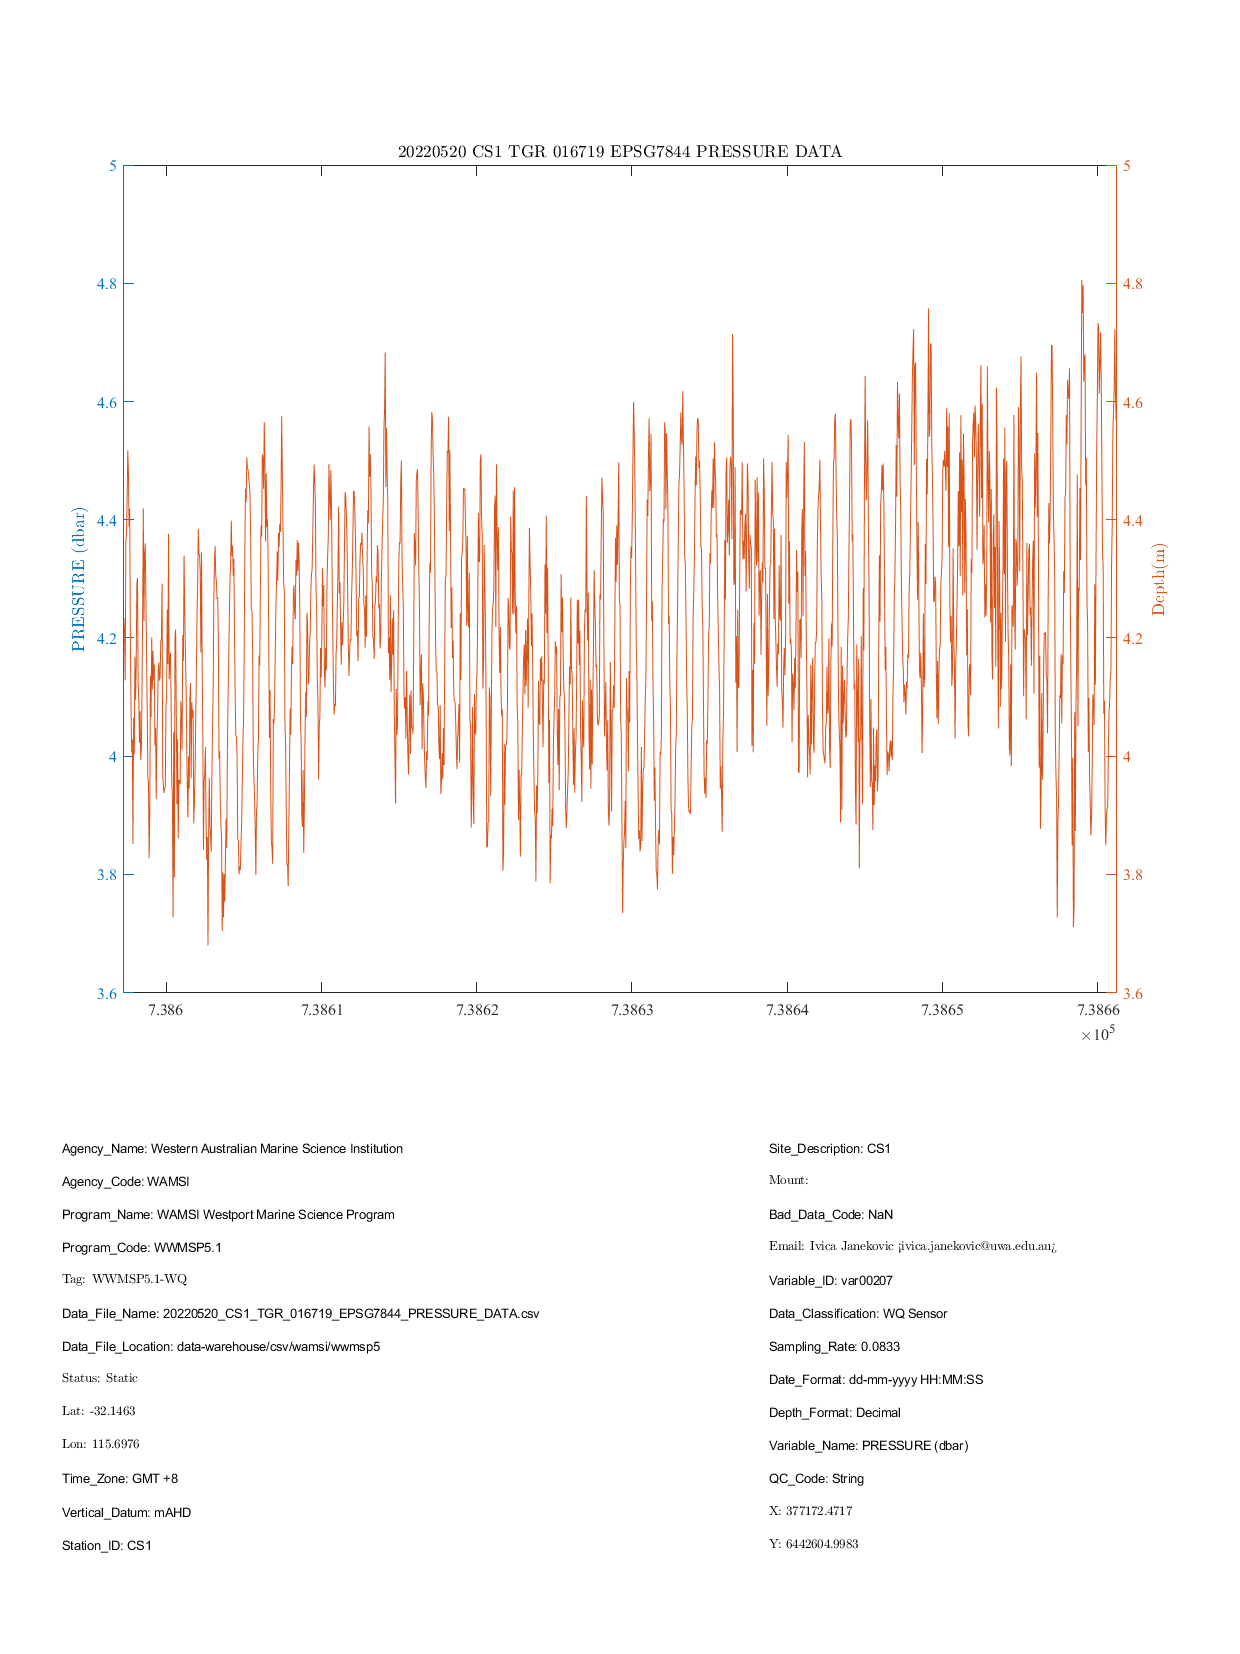 20220520 CS1 TGR 016719 EPSG7844 PRESSURE DATA
5
4.8
4.6
4.4
4.2
4
3.8
3.6
PRESSURE (dbar)
5
4.8
4.6
4.4
4.2
4
3.8
3.6
Depth(m)
7.386 7.3861 7.3862 7.3863 7.3864 7.3865 7.3866
×10^5
Agency_Name: Western Australian Marine Science Institution
Agency_Code: WAMSI
Program_Name: WAMSI Westport Marine Science Program
Program_Code: WWMSP5.1
Tag: WWMSP5.1-WQ
Data_File_Name: 20220520_CS1_TGR_016719_EPSG7844_PRESSURE_DATA.csv
Data_File_Location: data-warehouse/csv/wamsi/wwmsp5
Status: Static
Lat: -32.1463
Lon: 115.6976
Time_Zone: GMT +8
Vertical_Datum: mAHD
Station_ID: CS1
Site_Description: CS1
Mount:
Bad_Data_Code: NaN
Email: Ivica Janekovic ¡ivica.janekovic@uwa.edu.au¿
Variable_ID: var00207
Data_Classification: WQ Sensor
Sampling_Rate: 0.0833
Date_Format: dd-mm-yyyy HH:MM:SS
Depth_Format: Decimal
Variable_Name: PRESSURE (dbar)
QC_Code: String
X: 377172.4717
Y: 6442604.9983